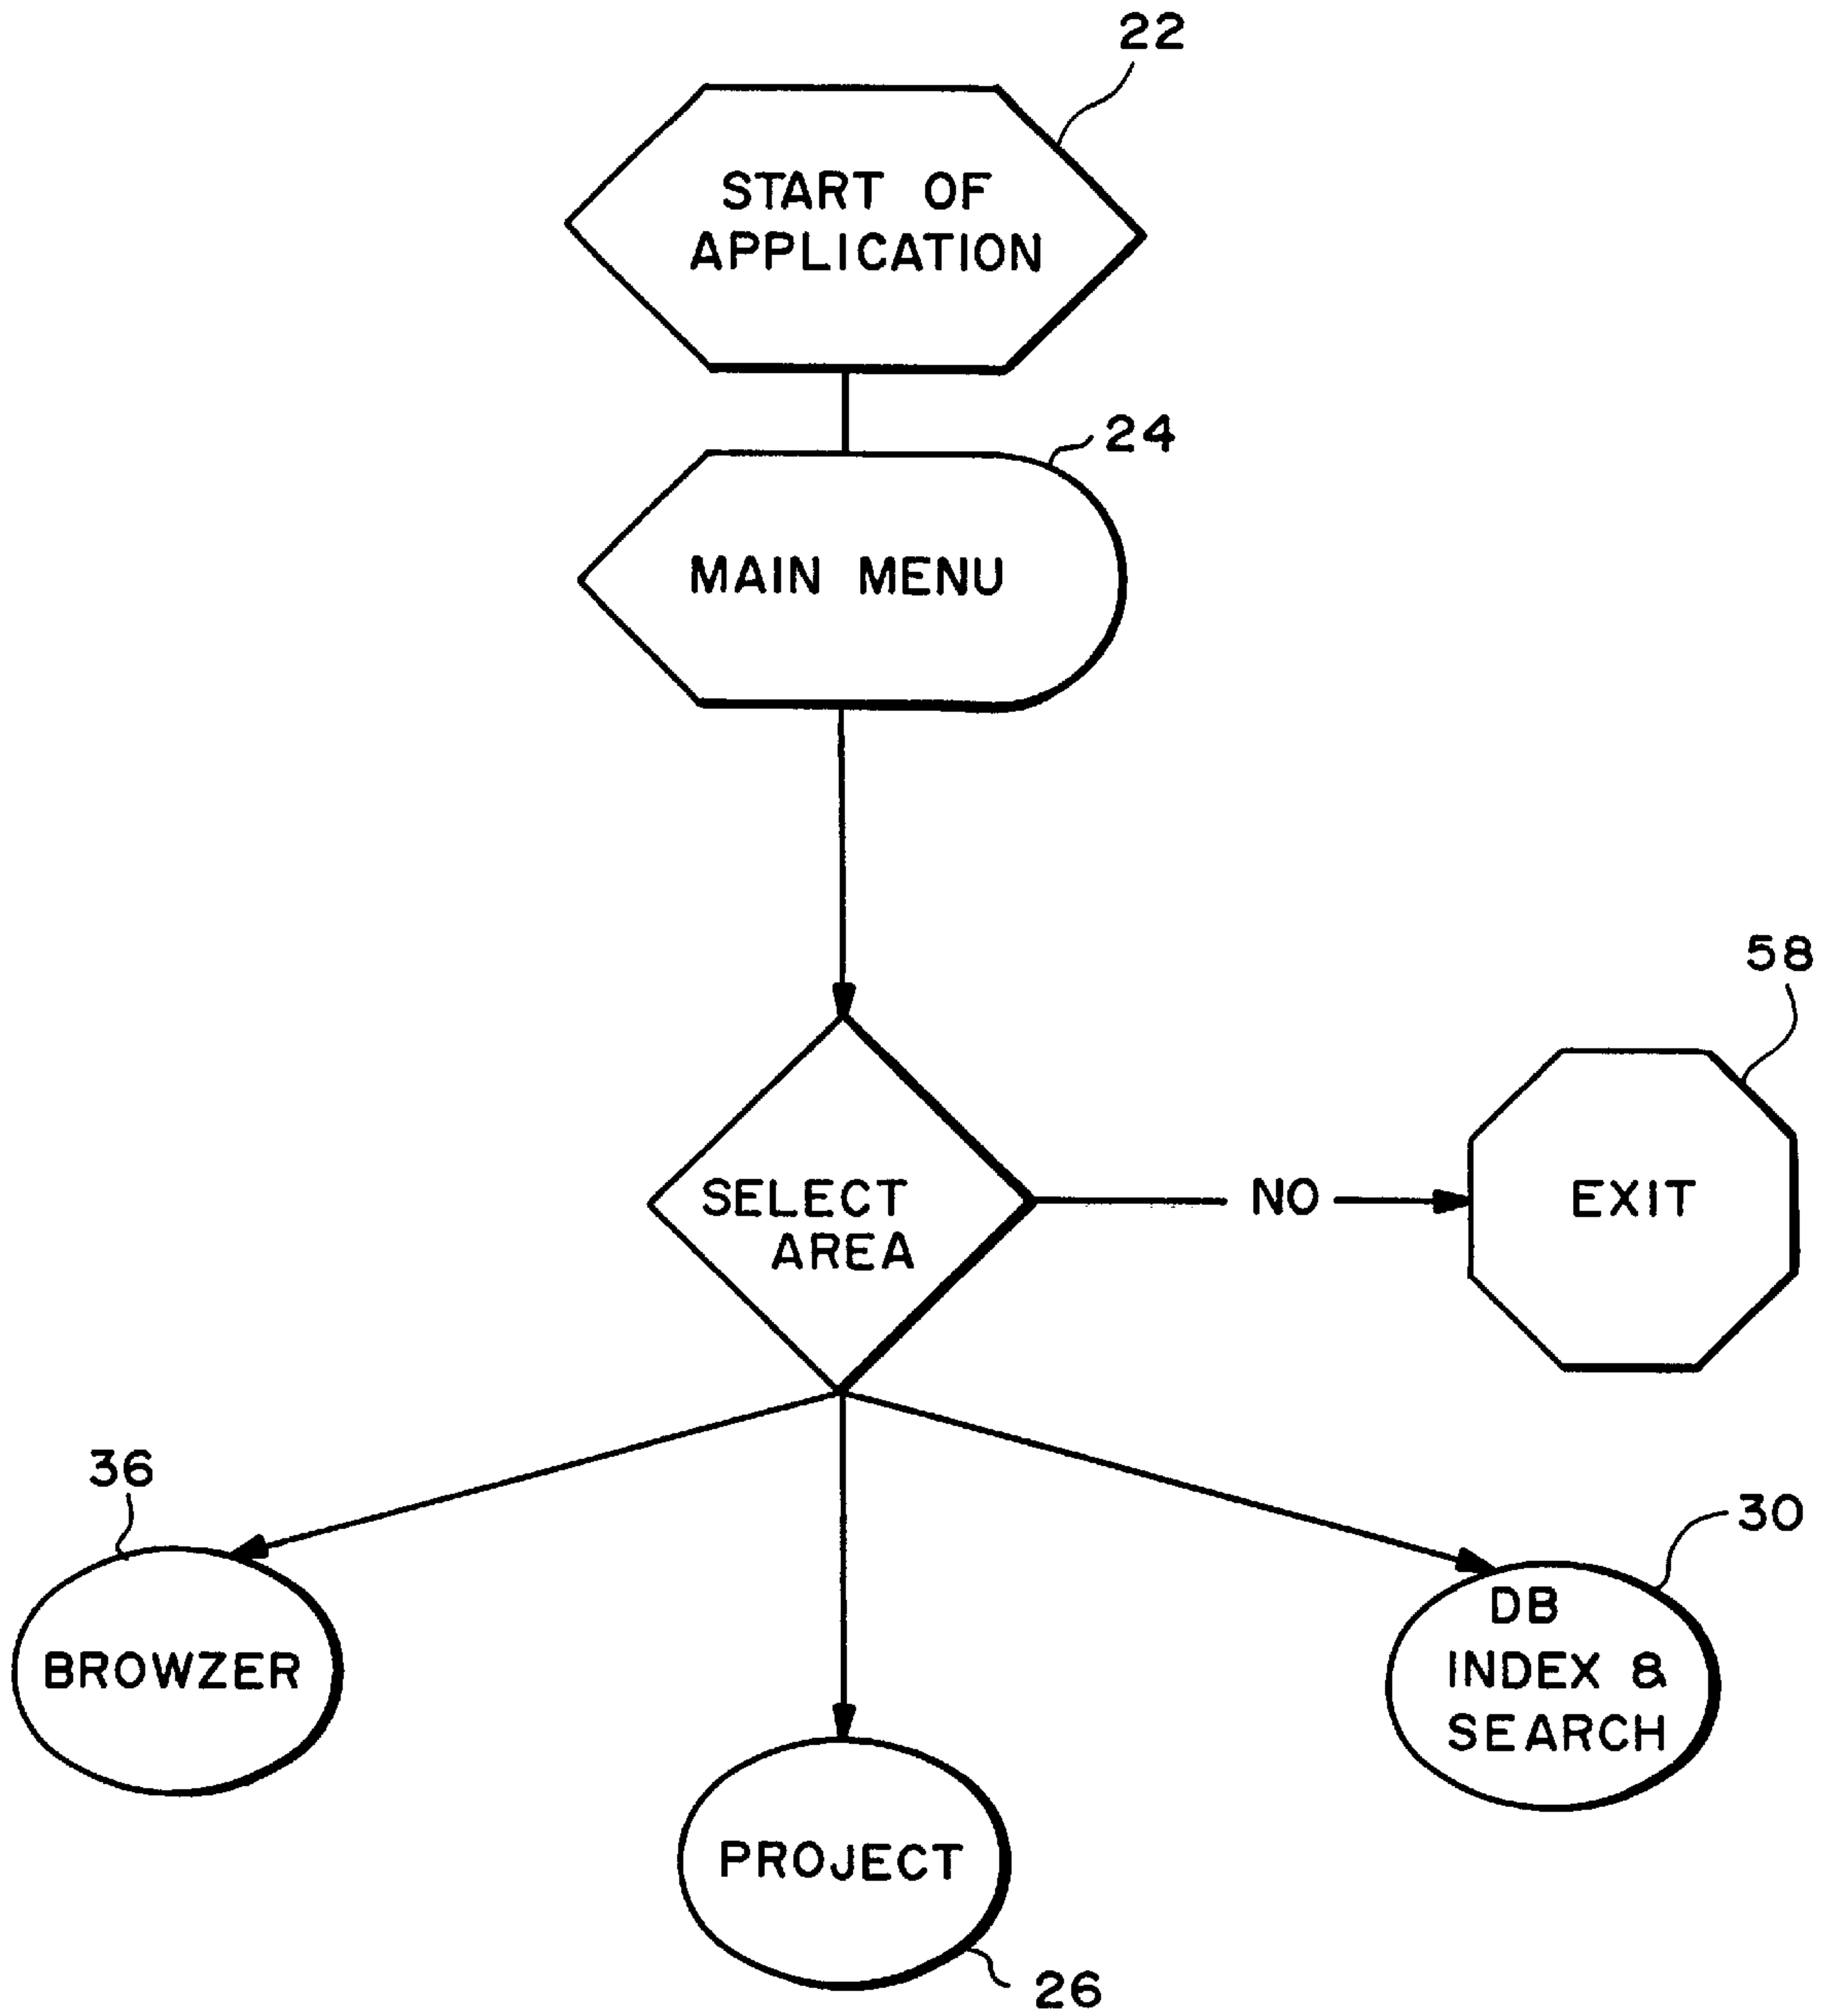 22
START OF
APPLICATION
24
MAIN MENU
58
SELECT
AREA
NO
EXIT
36
30
BROWZER
DB
INDEX &
SEARCH
PROJECT
26